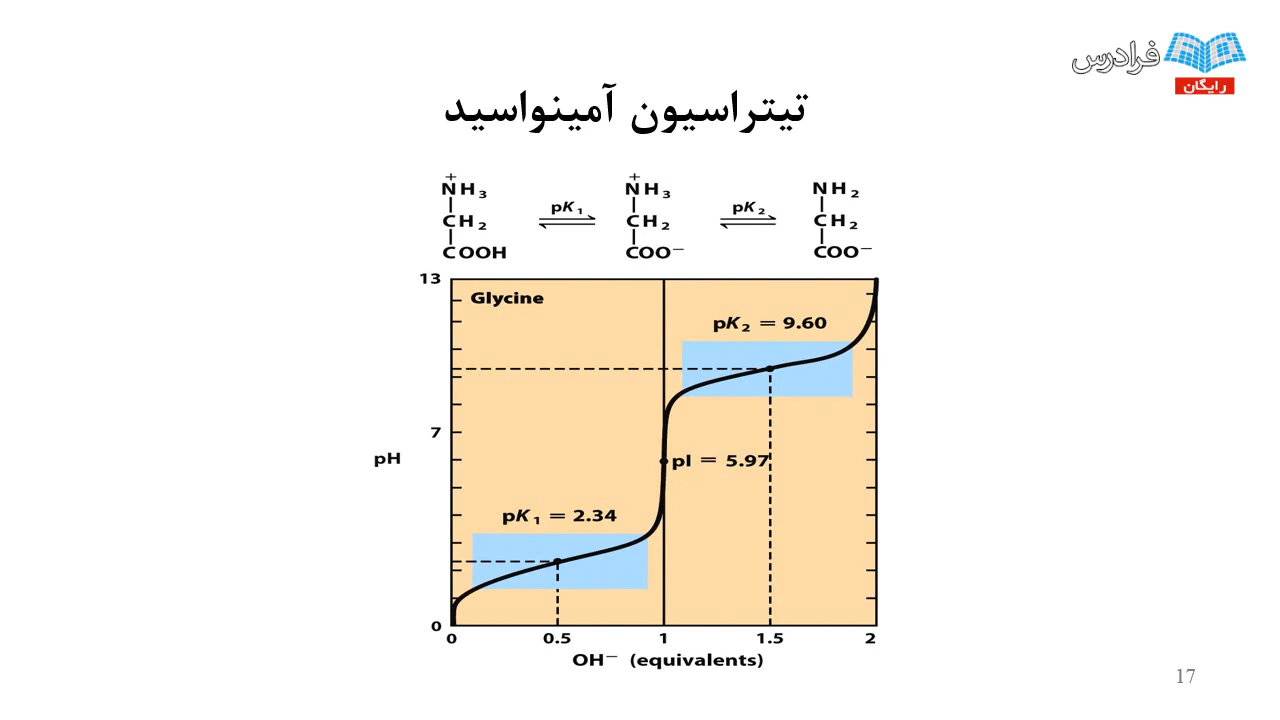 فرادرس
رایگان
تیتراسیون آمینواسید
+ + 
NH3 NH3 NH2
pK1 pK2
CH2 CH2 CH2
COOH COO− COO−
13
Glycine
pK2 = 9.60
7
pI = 5.97
pH
pK1 = 2.34
0
0 0.5 1 1.5 2
OH− (equivalents)
17